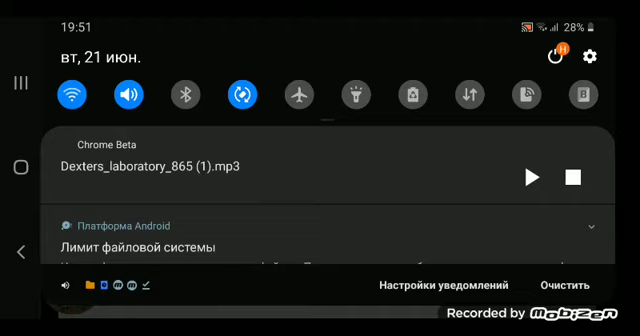 19:51
28%
вт, 21 июн.
H
B
Chrome Beta
Dexters_laboratory_865 (1).mp3
Платформа Android
Лимит файловой системы
Настройки уведомлений
Очистить
Recorded by mobizen